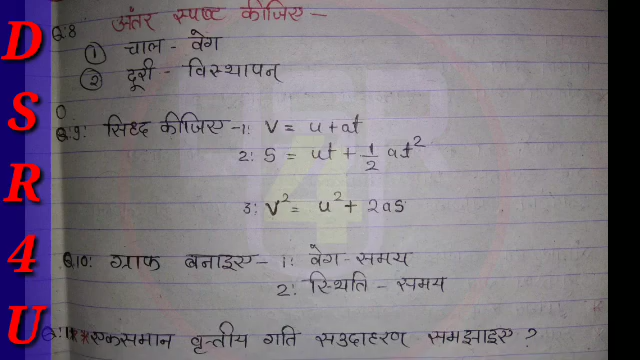 DSR4U
Q:8 अंतर स्पष्ट कीजिए -
① चाल - वेग
② दूरी - विस्थापन्
Q:9: सिध्द कीजिए -1: v = u + at
2: s = ut + 1/2 at²
3: v² = u² + 2as
Q:10: ग्राफ बनाइए - 1: वेग - समय
2: स्थिति - समय
Q:11 * एकसमान वृत्तीय गति सउदाहरण समझाइए ?